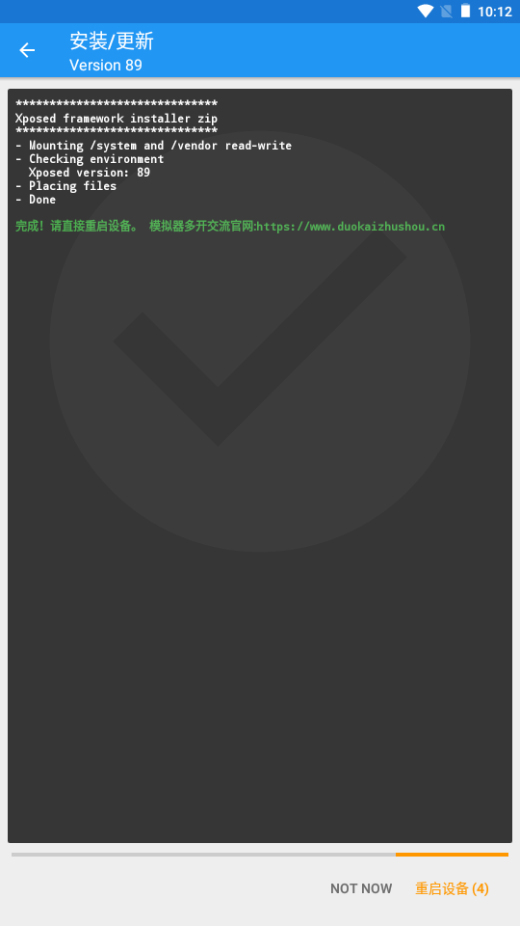 10:12
安装/更新
Version 89
******************************
Xposed framework installer zip
******************************
- Mounting /system and /vendor read-write
- Checking environment
  Xposed version: 89
- Placing files
- Done
完成！请直接重启设备。 模拟器多开交流官网:https://www.duokaizhushou.cn
NOT NOW 重启设备 (4)